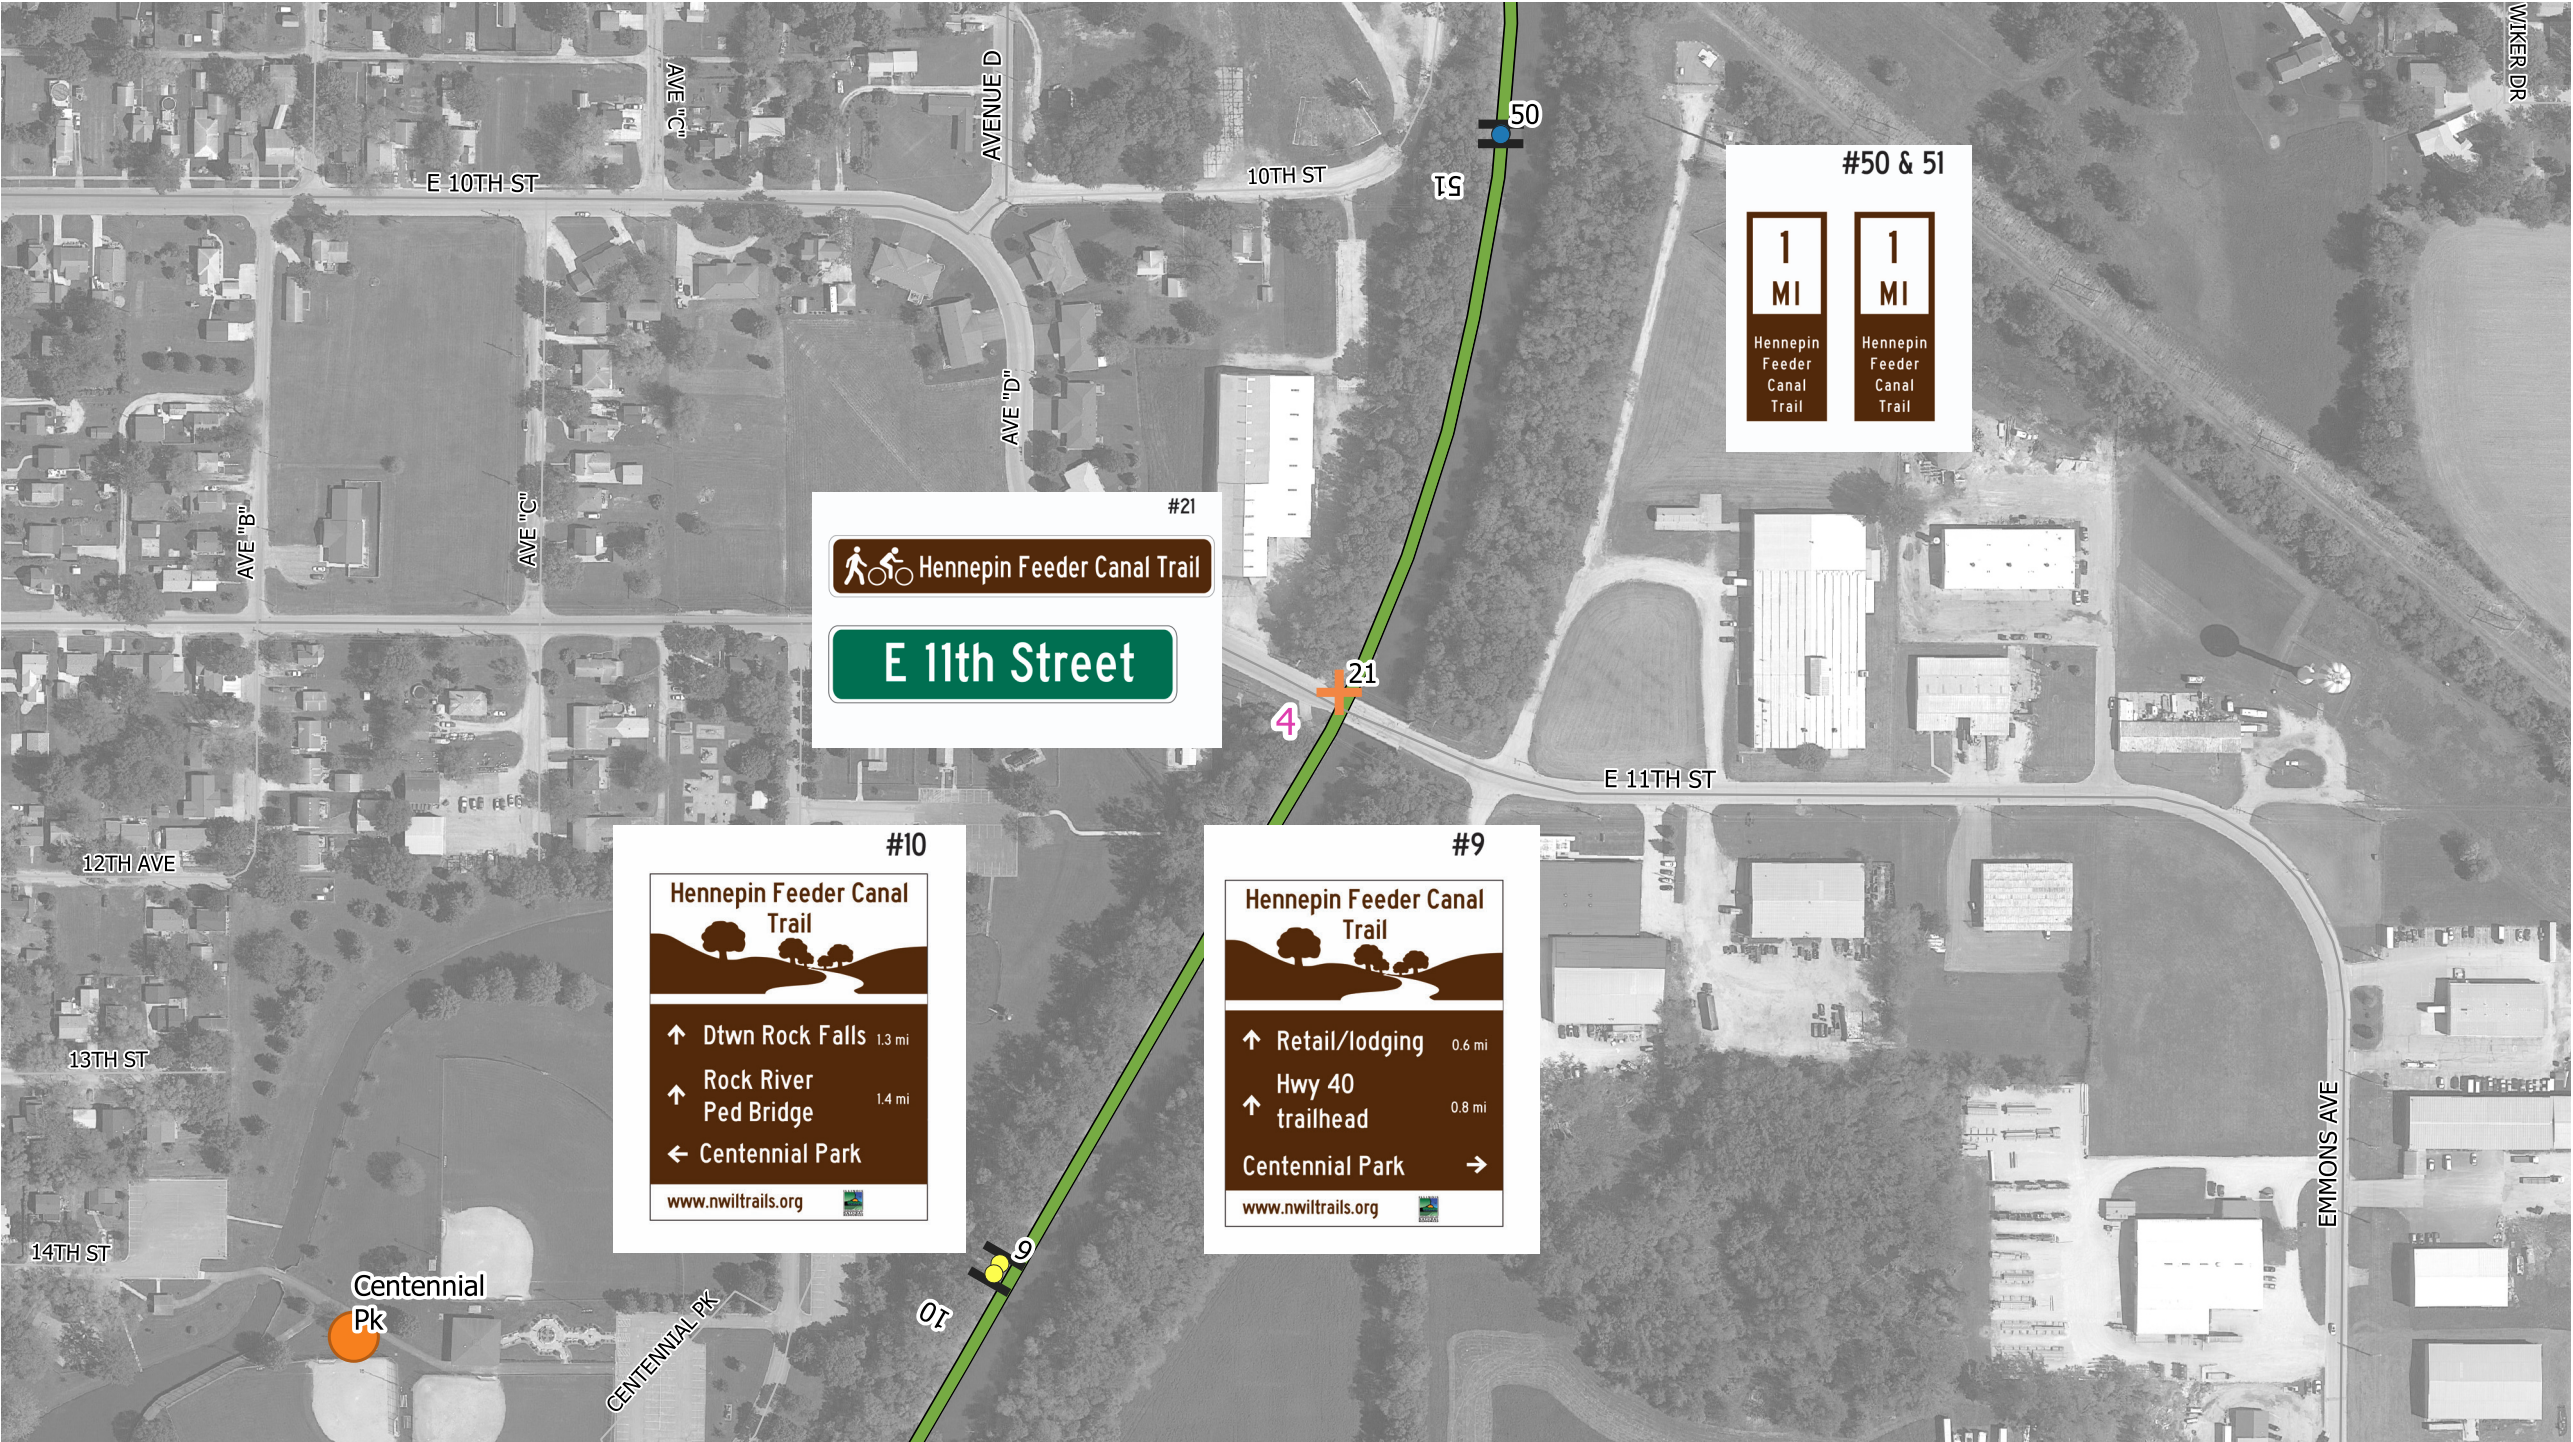 WIKER DR
AVE "C"
AVENUE D
50
E 10TH ST
10TH ST
51
#50 & 51
1
MI
Hennepin
Feeder
Canal
Trail
1
MI
Hennepin
Feeder
Canal
Trail
AVE "D"
AVE "B"
AVE "C"
#21
Hennepin Feeder Canal Trail
E 11th Street
21
4
E 11TH ST
12TH AVE
#10
Hennepin Feeder Canal
Trail
↑ Dtwn Rock Falls 1.3 mi
↑ Rock River
Ped Bridge 1.4 mi
← Centennial Park
www.nwiltrails.org
#9
Hennepin Feeder Canal
Trail
↑ Retail/lodging 0.6 mi
↑ Hwy 40
trailhead 0.8 mi
Centennial Park →
www.nwiltrails.org
13TH ST
EMMONS AVE
14TH ST
9
10
Centennial
Pk
CENTENNIAL PK